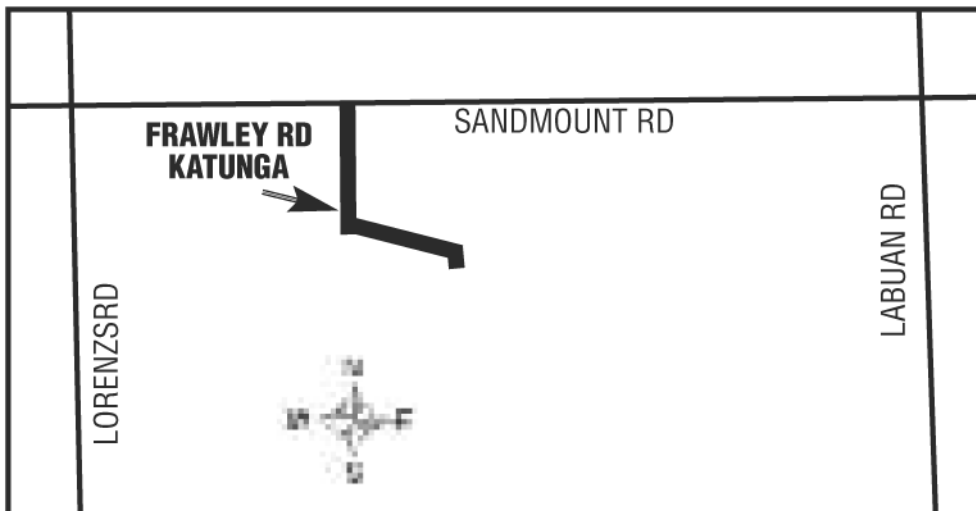 FRAWLEY RD
KATUNGA
SANDMOUNT RD
LABUAN RD
LORENZSRD
N
S